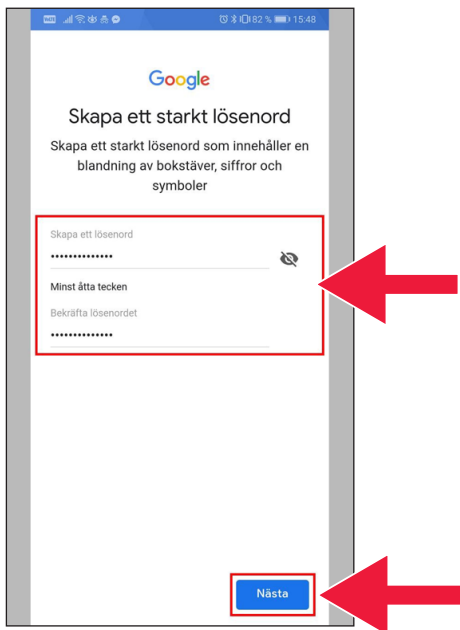 82 % 15:48
Google
Skapa ett starkt lösenord
Skapa ett starkt lösenord som innehåller en
blandning av bokstäver, siffror och
symboler
Skapa ett lösenord
••••••••••••••
Minst åtta tecken
Bekräfta lösenordet
••••••••••••••
Nästa